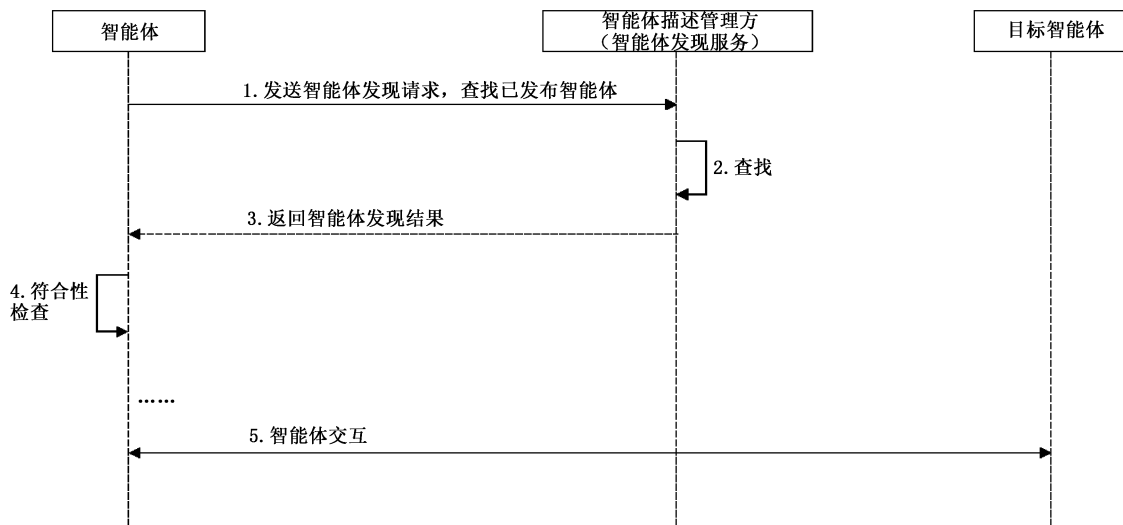 智能体
智能体描述管理方
（智能体发现服务）
目标智能体
1.发送智能体发现请求，查找已发布智能体
2.查找
3.返回智能体发现结果
4.符合性
检查
……
5.智能体交互